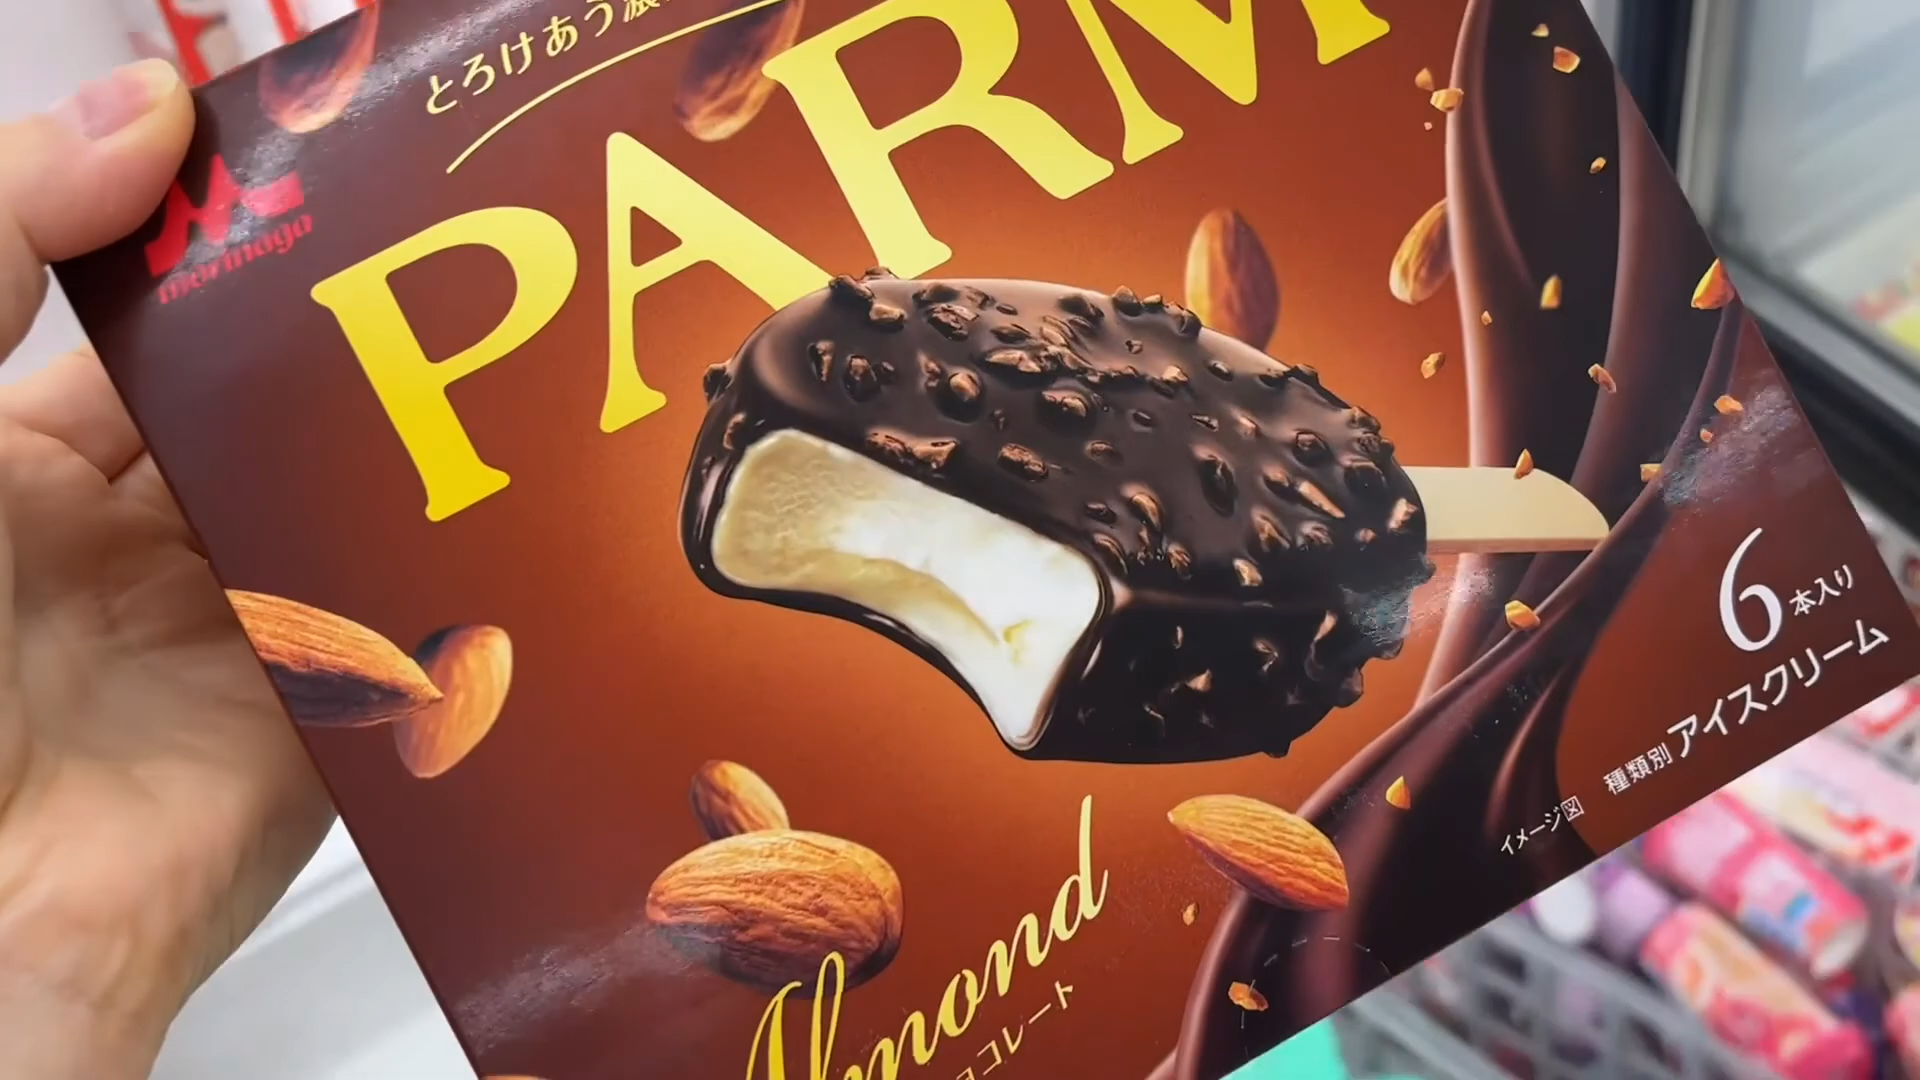 とろけあう濃
PARM
morinaga
6本入り
種類別 アイスクリーム
イメージ図
Almond
コレート